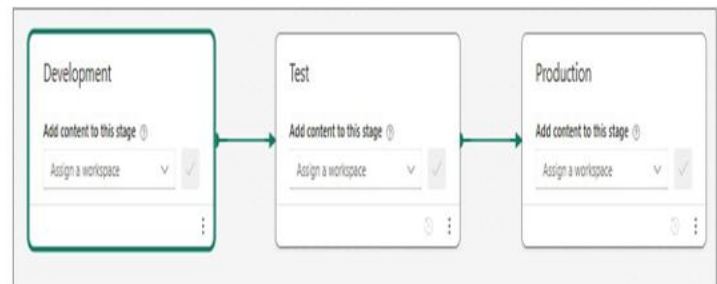 Development
Add content to this stage
Assign a workspace
Test
Add content to this stage
Assign a workspace
Production
Add content to this stage
Assign a workspace